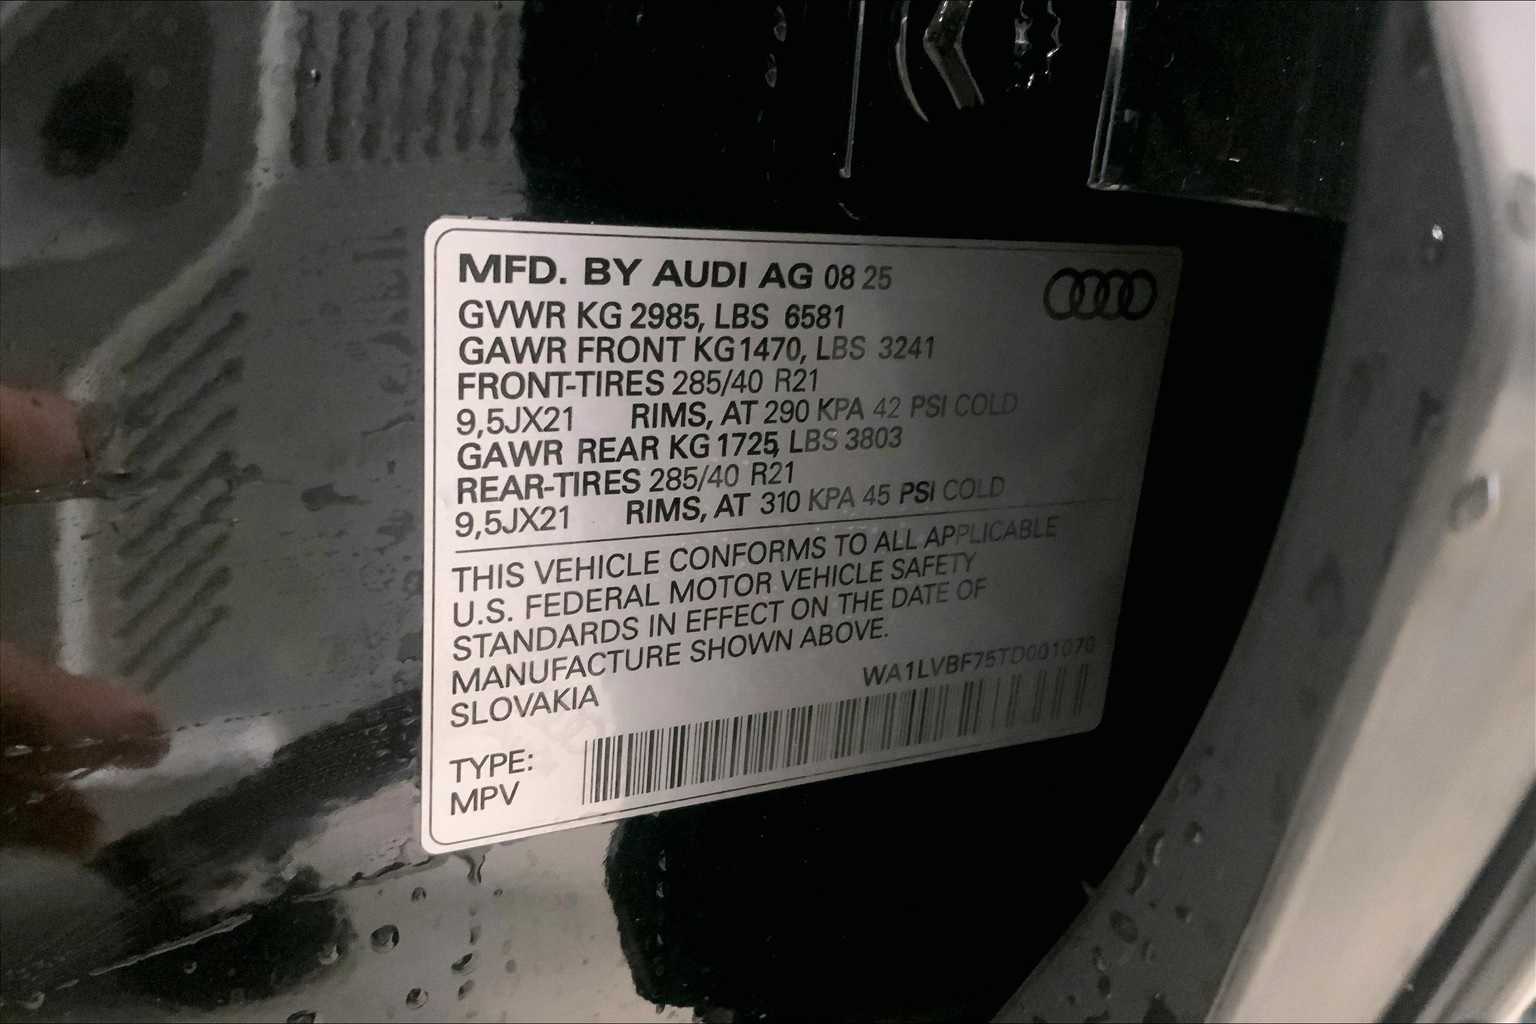 MFD. BY AUDI AG 08 25
GVWR KG 2985, LBS 6581
GAWR FRONT KG1470, LBS 3241
FRONT-TIRES 285/40 R21
9,5JX21 RIMS, AT 290 KPA 42 PSI COLD
GAWR REAR KG 1725, LBS 3803
REAR-TIRES 285/40 R21
9,5JX21 RIMS, AT 310 KPA 45 PSI COLD
THIS VEHICLE CONFORMS TO ALL APPLICABLE
U.S. FEDERAL MOTOR VEHICLE SAFETY
STANDARDS IN EFFECT ON THE DATE OF
MANUFACTURE SHOWN ABOVE.
SLOVAKIA
WA1LVBF75TD001070
TYPE:
MPV